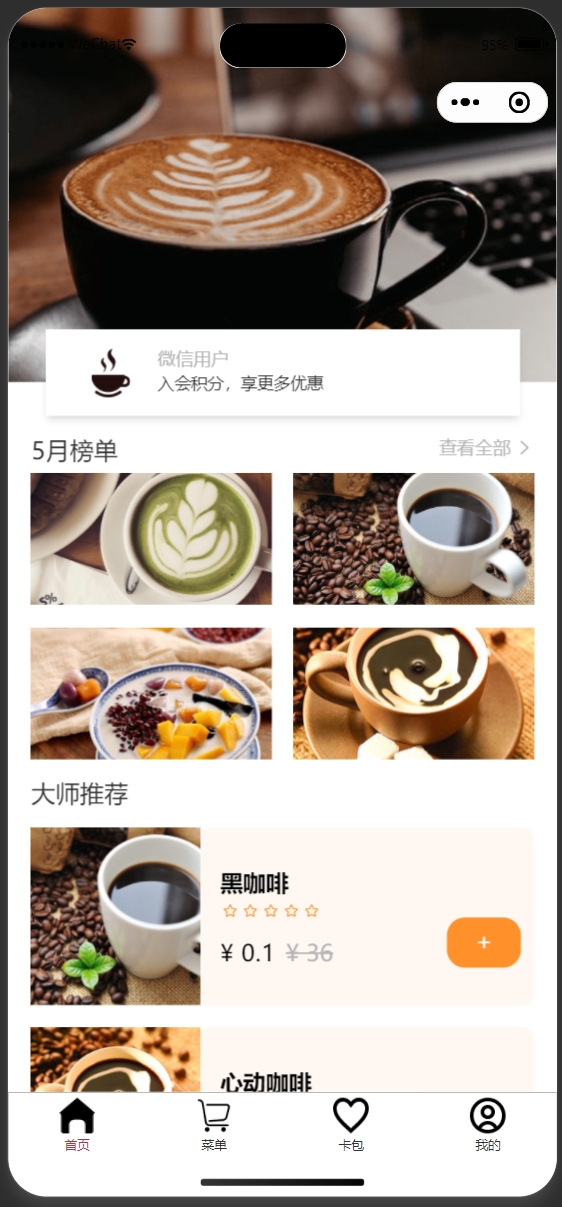 WeChat
95%
微信用户
入会积分，享更多优惠
5月榜单
查看全部
5%
大师推荐
黑咖啡
¥ 0.1 ¥ 36
+
心动咖啡
首页
菜单
卡包
我的